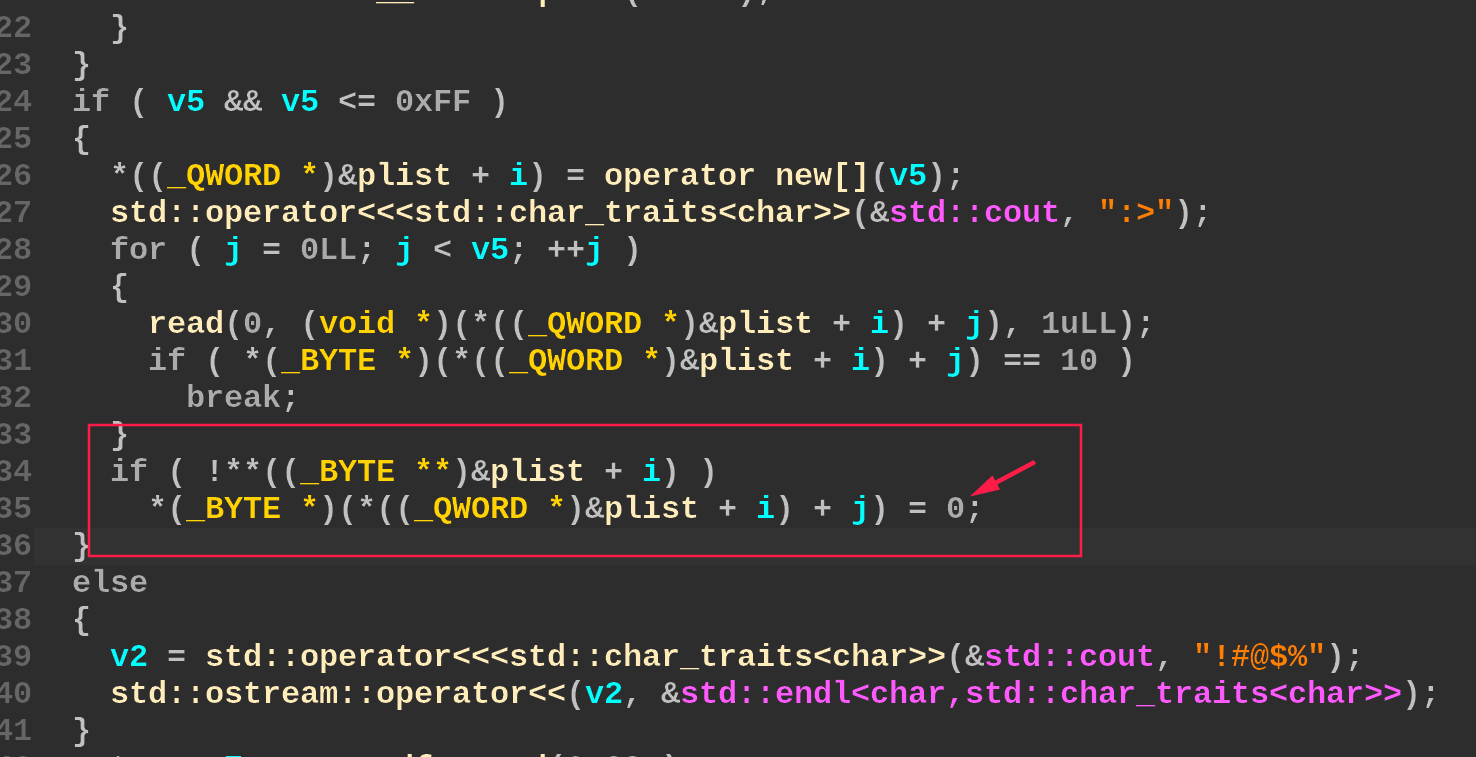 22     }
23   }
24   if ( v5 && v5 <= 0xFF )
25   {
26     *((_QWORD *)&plist + i) = operator new[](v5);
27     std::operator<<<std::char_traits<char>>(&std::cout, ":>");
28     for ( j = 0LL; j < v5; ++j )
29     {
30       read(0, (void *)(*((_QWORD *)&plist + i) + j), 1uLL);
31       if ( *(_BYTE *)(*((_QWORD *)&plist + i) + j) == 10 )
32         break;
33     }
34     if ( !**((_BYTE **)&plist + i) )
35       *(_BYTE *)(*((_QWORD *)&plist + i) + j) = 0;
36   }
37   else
38   {
39     v2 = std::operator<<<std::char_traits<char>>(&std::cout, "!#@$%");
40     std::ostream::operator<<(v2, &std::endl<char,std::char_traits<char>>);
41   }